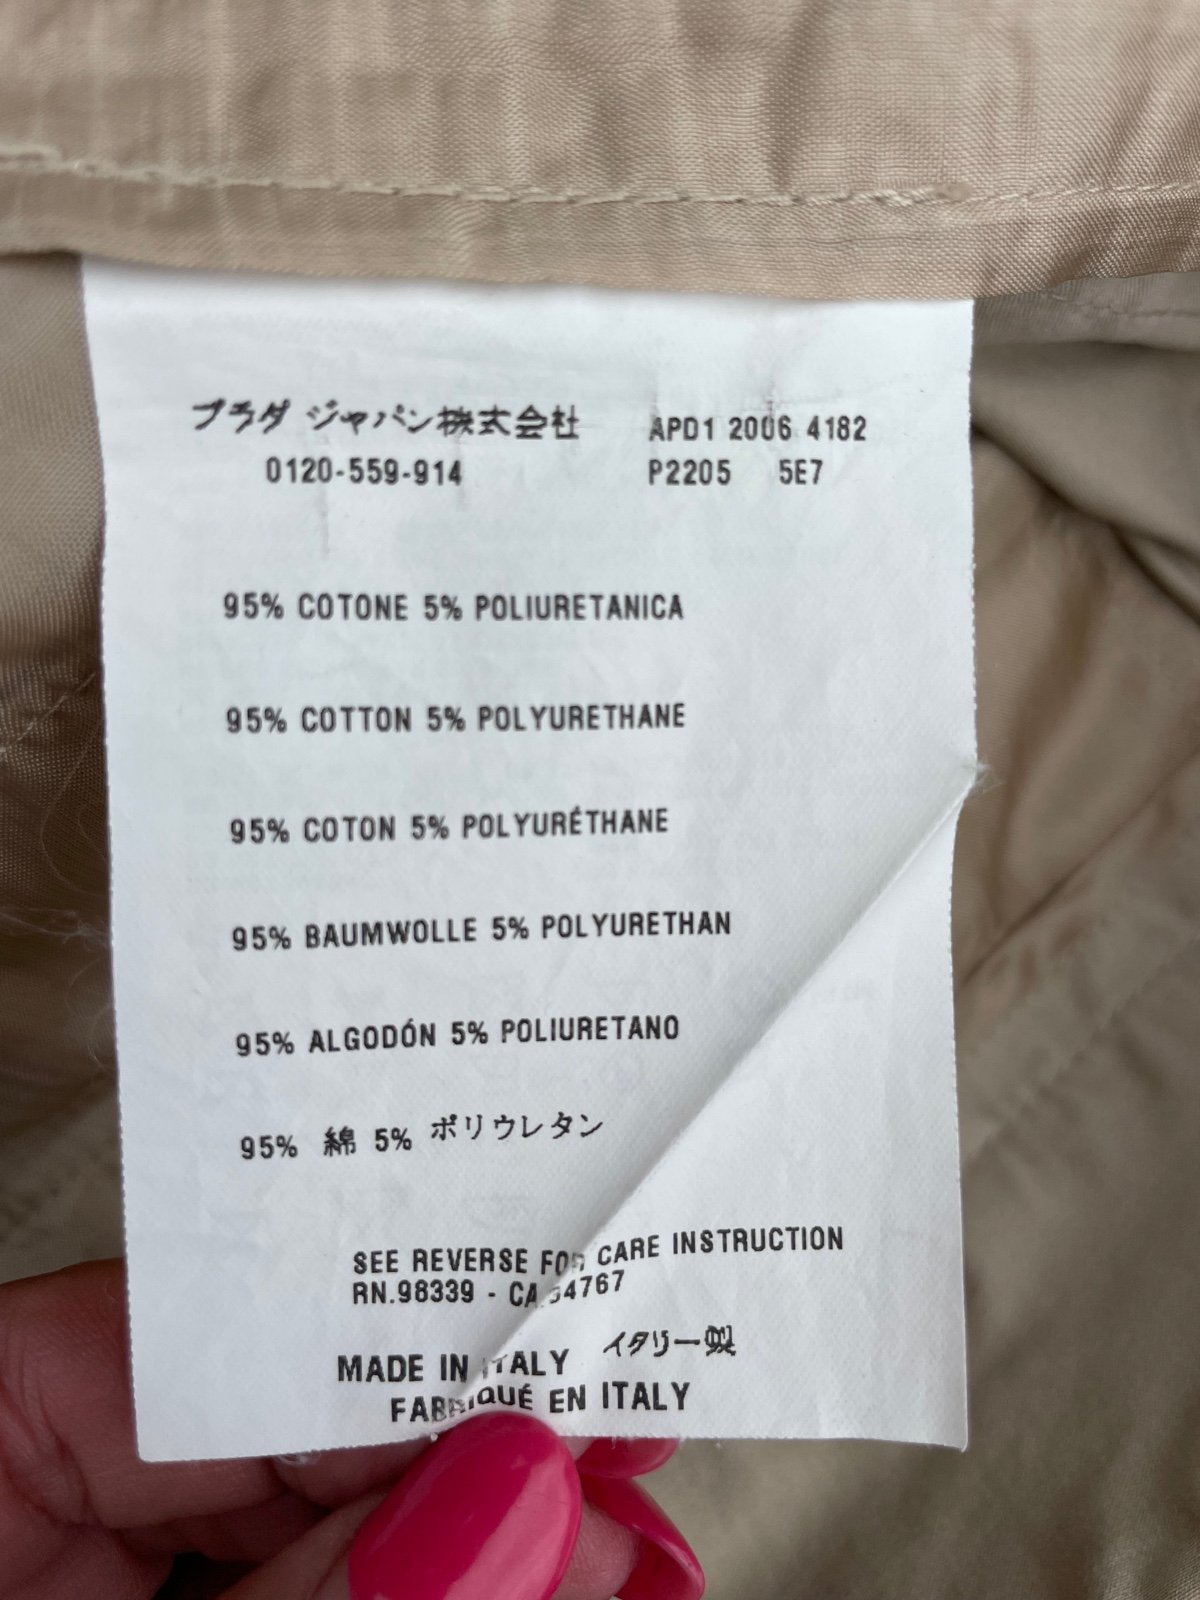 プラダ ジャパン株式会社 APD1 2006 4182
0120-559-914 P2205 5E7
95% COTONE 5% POLIURETANICA
95% COTTON 5% POLYURETHANE
95% COTON 5% POLYURÉTHANE
95% BAUMWOLLE 5% POLYURETHAN
95% ALGODÓN 5% POLIURETANO
95% 綿 5% ポリウレタン
SEE REVERSE FOR CARE INSTRUCTION
RN.98339 - CA
MADE IN ITALY イタリー製
FABRIQUÉ EN ITALY